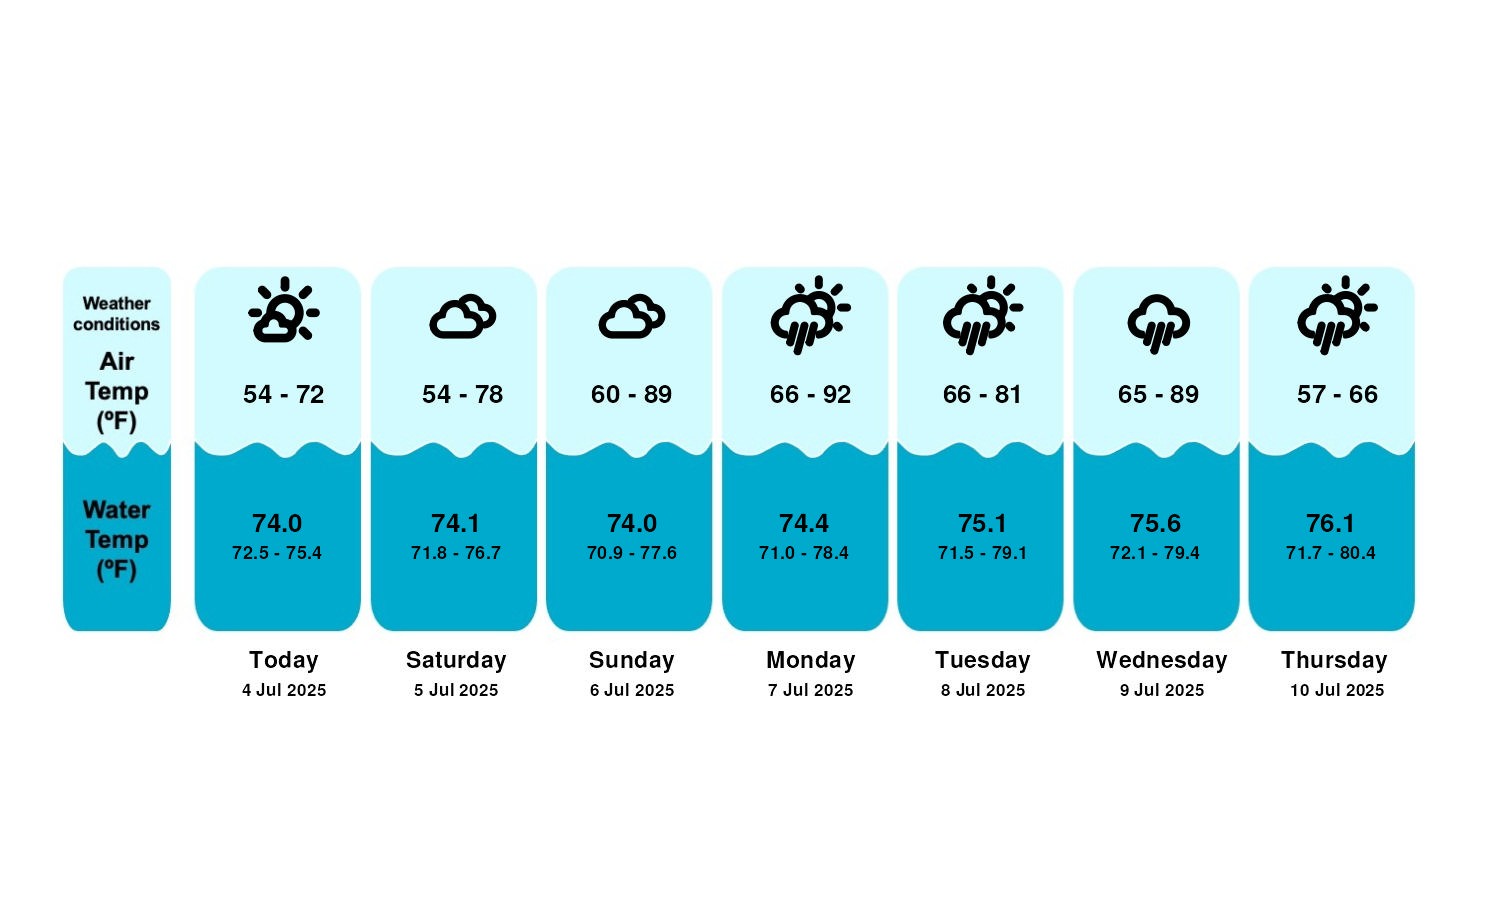 Weather
conditions
Air
Temp
(ºF)
Water
Temp
(ºF)
54 - 72
74.0
72.5 - 75.4
Today
4 Jul 2025
54 - 78
74.1
71.8 - 76.7
Saturday
5 Jul 2025
60 - 89
74.0
70.9 - 77.6
Sunday
6 Jul 2025
66 - 92
74.4
71.0 - 78.4
Monday
7 Jul 2025
66 - 81
75.1
71.5 - 79.1
Tuesday
8 Jul 2025
65 - 89
75.6
72.1 - 79.4
Wednesday
9 Jul 2025
57 - 66
76.1
71.7 - 80.4
Thursday
10 Jul 2025